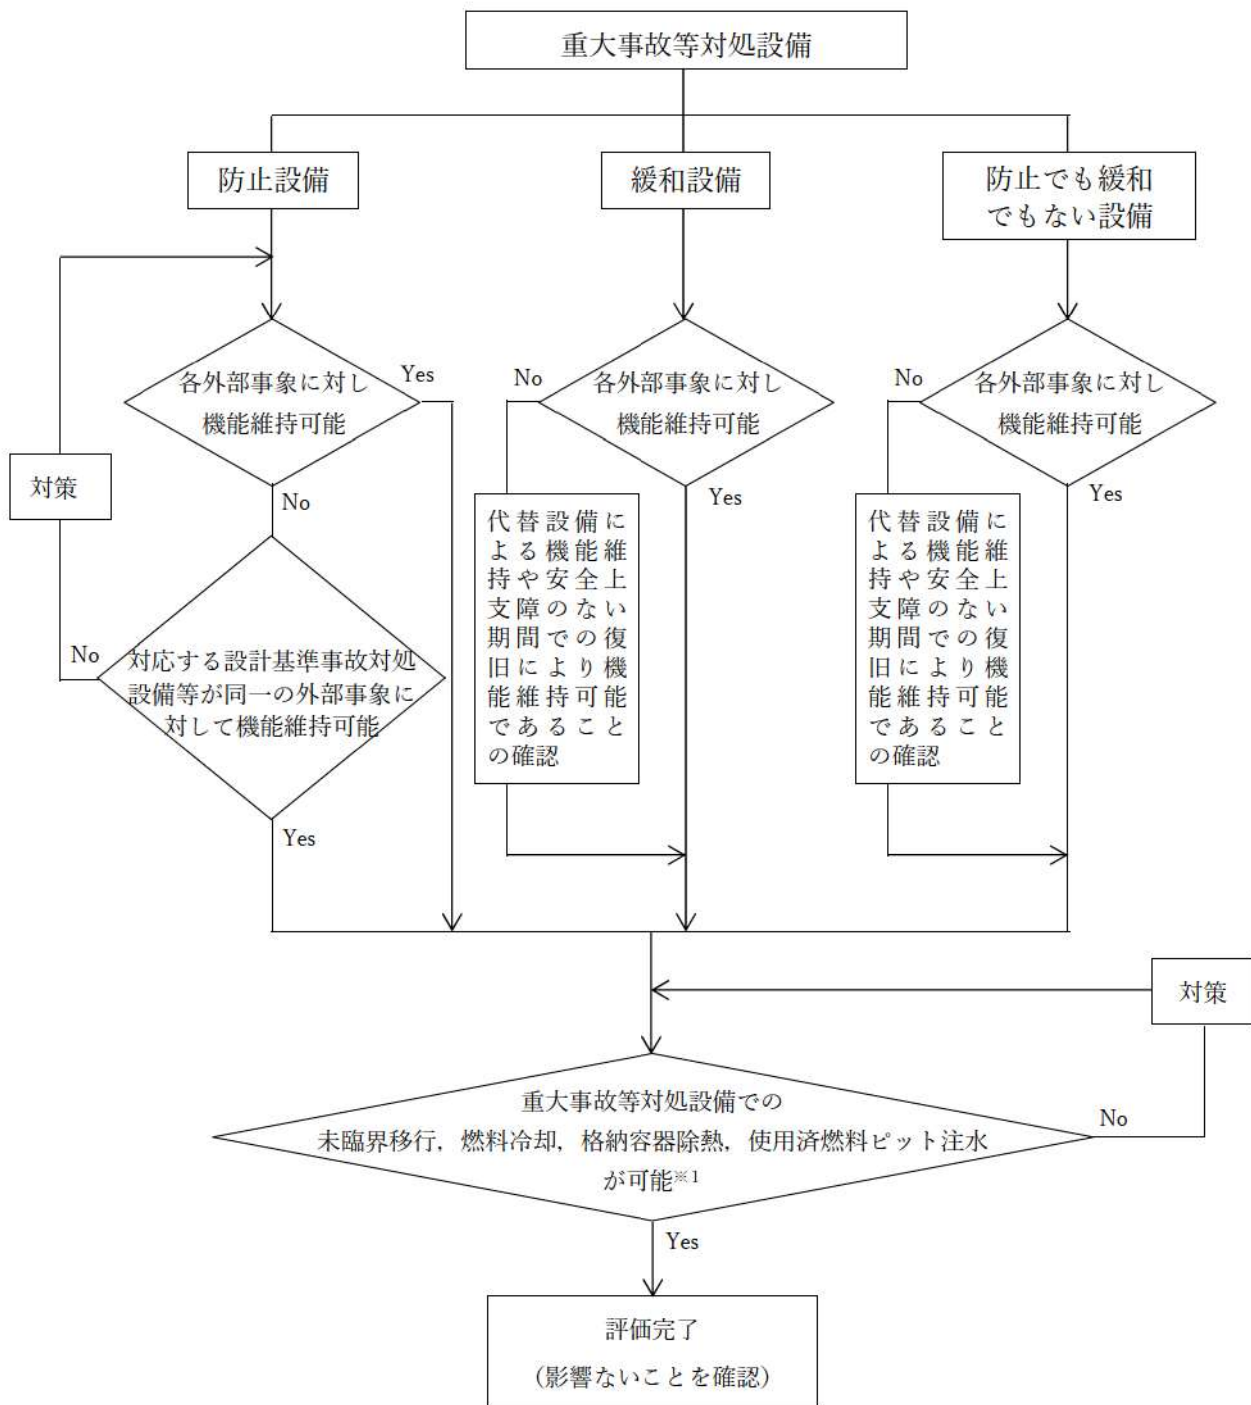 重大事故等対処設備
防止設備
緩和設備
防止でも緩和
でもない設備
各外部事象に対し
機能維持可能
Yes
No
対策
対応する設計基準事故対処
設備等が同一の外部事象に
対して機能維持可能
No
Yes
各外部事象に対し
機能維持可能
No
Yes
代替設備に
よる機能維
持や安全上
支障のない
期間での復
旧により機
能維持可能
であること
の確認
各外部事象に対し
機能維持可能
No
Yes
代替設備に
よる機能維
持や安全上
支障のない
期間での復
旧により機
能維持可能
であること
の確認
対策
重大事故等対処設備での
未臨界移行，燃料冷却，格納容器除熱，使用済燃料ピット注水
が可能※1
No
Yes
評価完了
（影響ないことを確認）